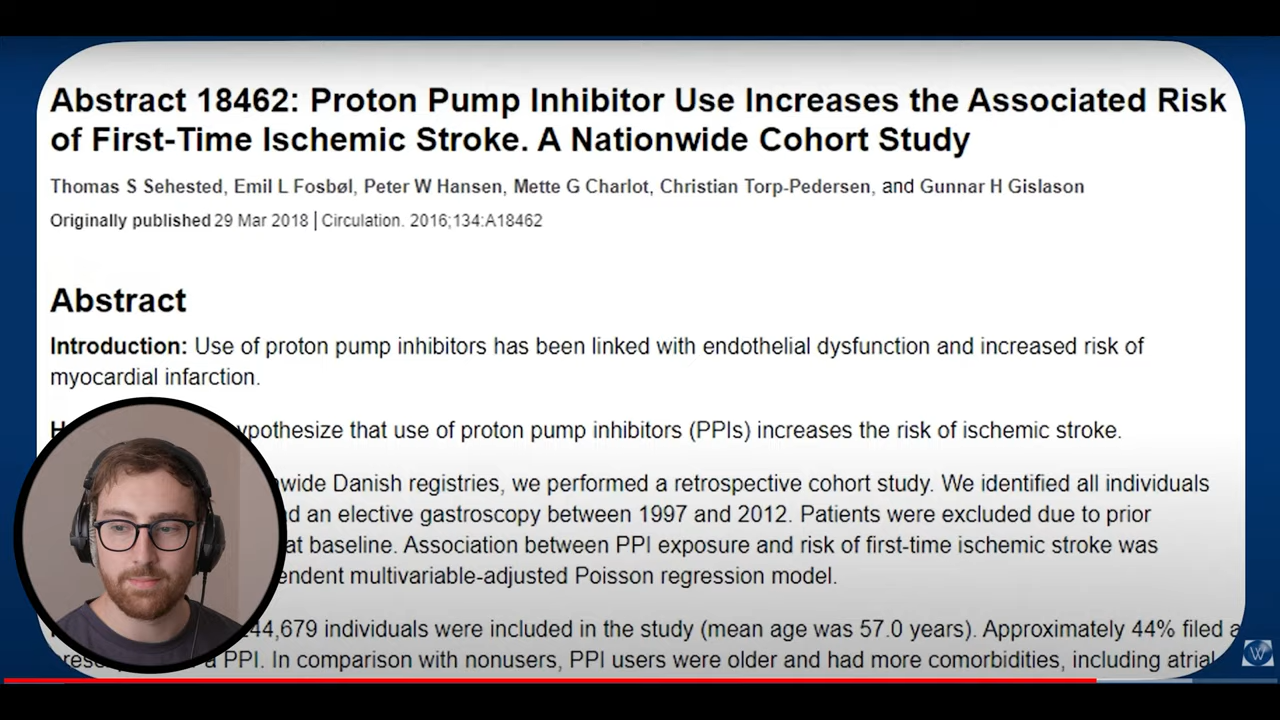 Abstract 18462: Proton Pump Inhibitor Use Increases the Associated Risk
of First-Time Ischemic Stroke. A Nationwide Cohort Study
Thomas S Sehested, Emil L Fosbøl, Peter W Hansen, Mette G Charlot, Christian Torp-Pedersen, and Gunnar H Gislason
Originally published 29 Mar 2018 | Circulation. 2016;134:A18462
Abstract
Introduction: Use of proton pump inhibitors has been linked with endothelial dysfunction and increased risk of
myocardial infarction.
ypothesize that use of proton pump inhibitors (PPIs) increases the risk of ischemic stroke.
wide Danish registries, we performed a retrospective cohort study. We identified all individuals
an elective gastroscopy between 1997 and 2012. Patients were excluded due to prior
at baseline. Association between PPI exposure and risk of first-time ischemic stroke was
endent multivariable-adjusted Poisson regression model.
44,679 individuals were included in the study (mean age was 57.0 years). Approximately 44% filed a
a PPI. In comparison with nonusers, PPI users were older and had more comorbidities, including atrial
W